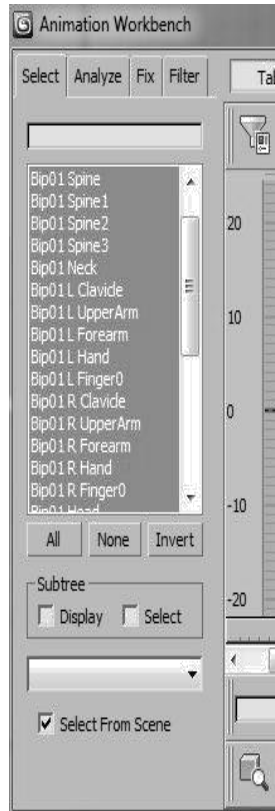 Animation Workbench
Select Analyze Fix Filter
Bip01 Spine
Bip01 Spine1
Bip01 Spine2
Bip01 Spine3
Bip01 Neck
Bip01 L Clavicle
Bip01 L UpperArm
Bip01 L Forearm
Bip01 L Hand
Bip01 L Finger0
Bip01 R Clavicle
Bip01 R UpperArm
Bip01 R Forearm
Bip01 R Hand
Bip01 R Finger0
Bip01 Head
All None Invert
Subtree
Display Select
Select From Scene
20
10
0
-10
-20